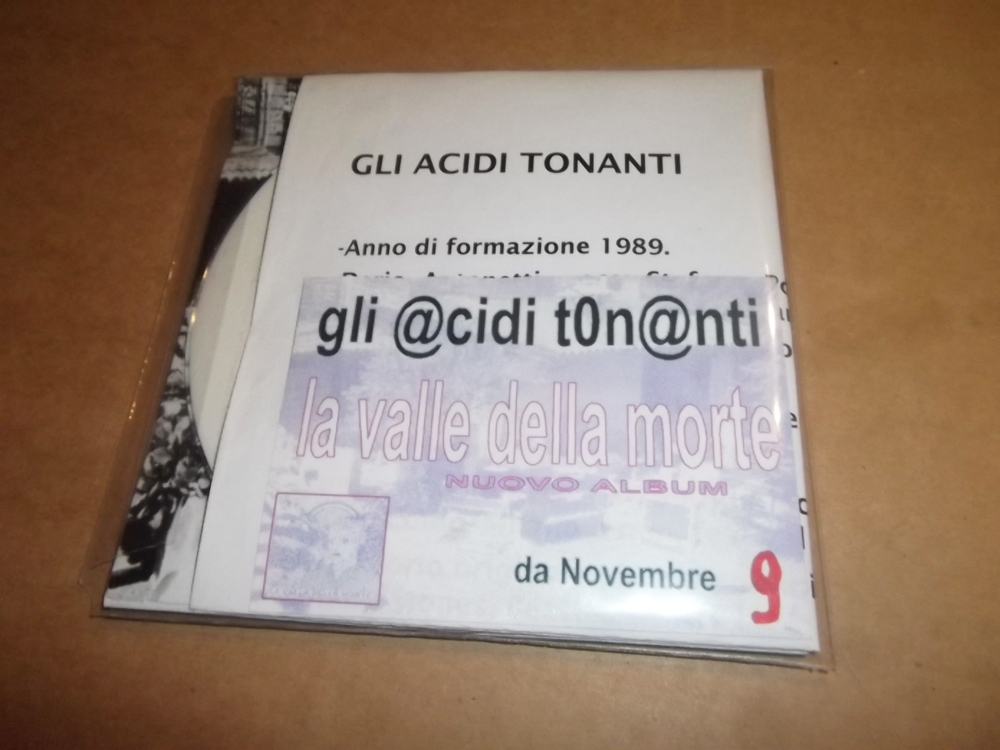 GLI ACIDI TONANTI
-Anno di formazione 1989.
gli @cidi t0n@nti
la valle della morte
NUOVO ALBUM
da Novembre
9